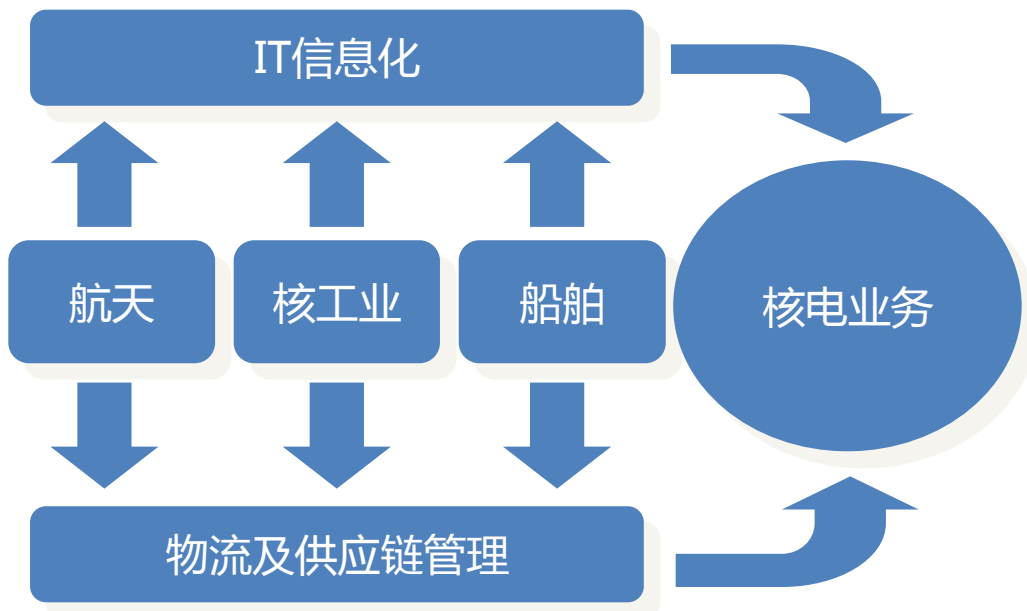 IT信息化
航天
核工业
船舶
核电业务
物流及供应链管理